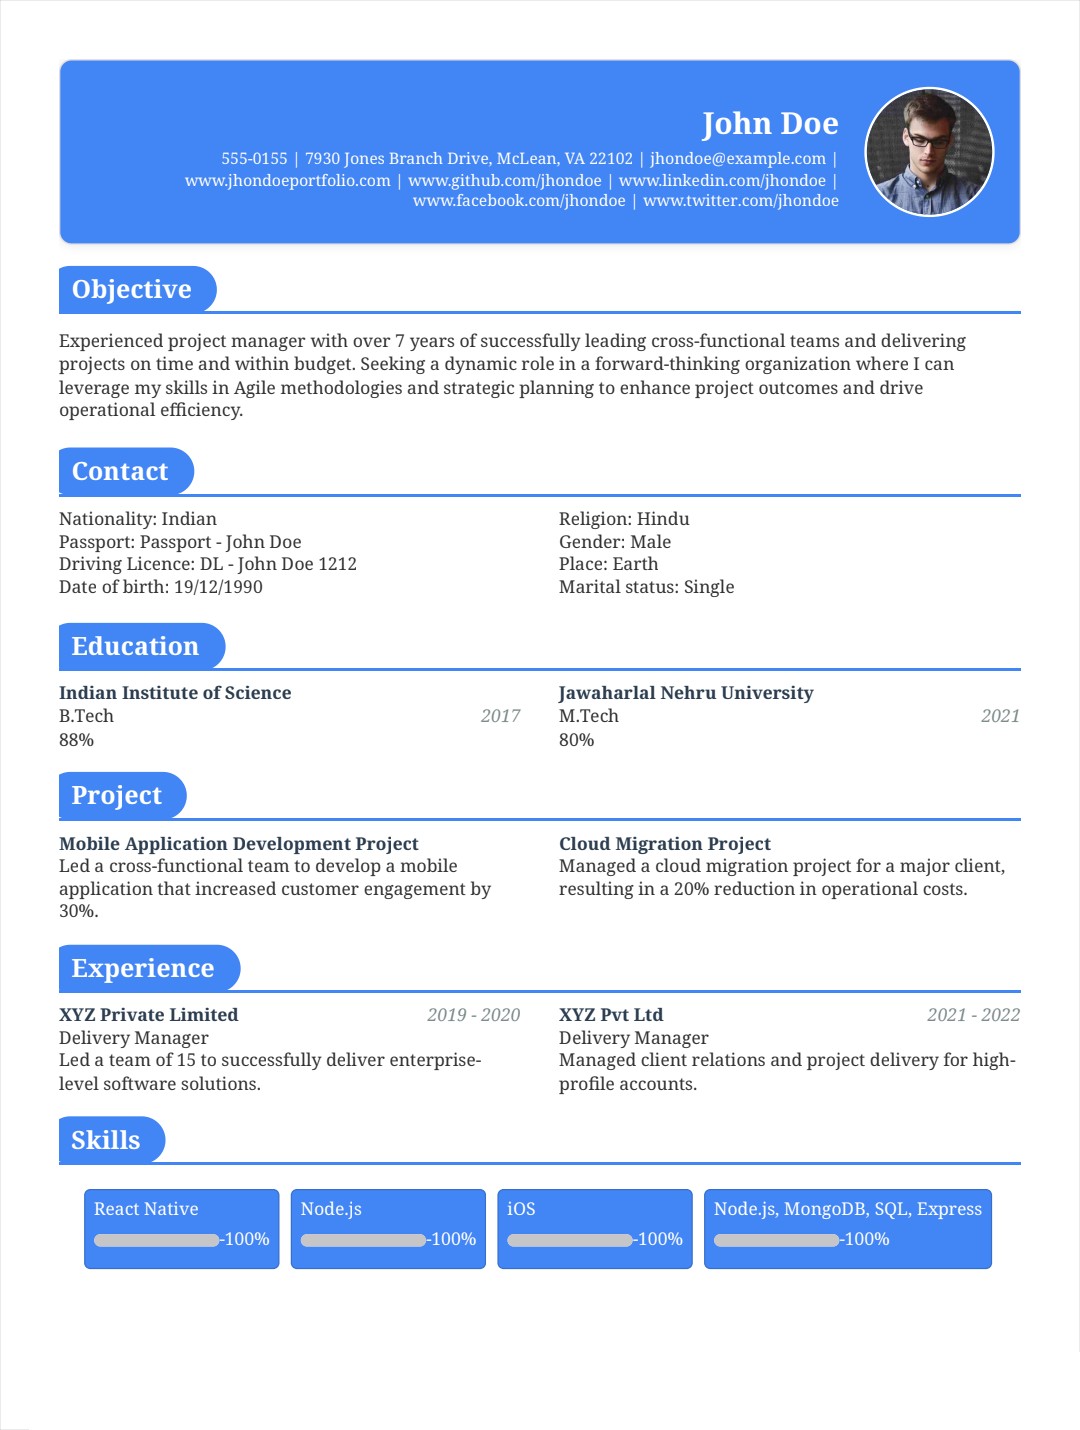 John Doe
555-0155 | 7930 Jones Branch Drive, McLean, VA 22102 | jhondoe@example.com |
www.jhondoeportfolio.com | www.github.com/jhondoe | www.linkedin.com/jhondoe |
www.facebook.com/jhondoe | www.twitter.com/jhondoe
Objective
Experienced project manager with over 7 years of successfully leading cross-functional teams and delivering
projects on time and within budget. Seeking a dynamic role in a forward-thinking organization where I can
leverage my skills in Agile methodologies and strategic planning to enhance project outcomes and drive
operational efficiency.
Contact
Nationality: Indian
Passport: Passport - John Doe
Driving Licence: DL - John Doe 1212
Date of birth: 19/12/1990
Religion: Hindu
Gender: Male
Place: Earth
Marital status: Single
Education
Indian Institute of Science
B.Tech 2017
88%
Jawaharlal Nehru University
M.Tech 2021
80%
Project
Mobile Application Development Project
Led a cross-functional team to develop a mobile
application that increased customer engagement by
30%.
Cloud Migration Project
Managed a cloud migration project for a major client,
resulting in a 20% reduction in operational costs.
Experience
XYZ Private Limited 2019 - 2020
Delivery Manager
Led a team of 15 to successfully deliver enterprise-
level software solutions.
XYZ Pvt Ltd 2021 - 2022
Delivery Manager
Managed client relations and project delivery for high-
profile accounts.
Skills
React Native
-100%
Node.js
-100%
iOS
-100%
Node.js, MongoDB, SQL, Express
-100%